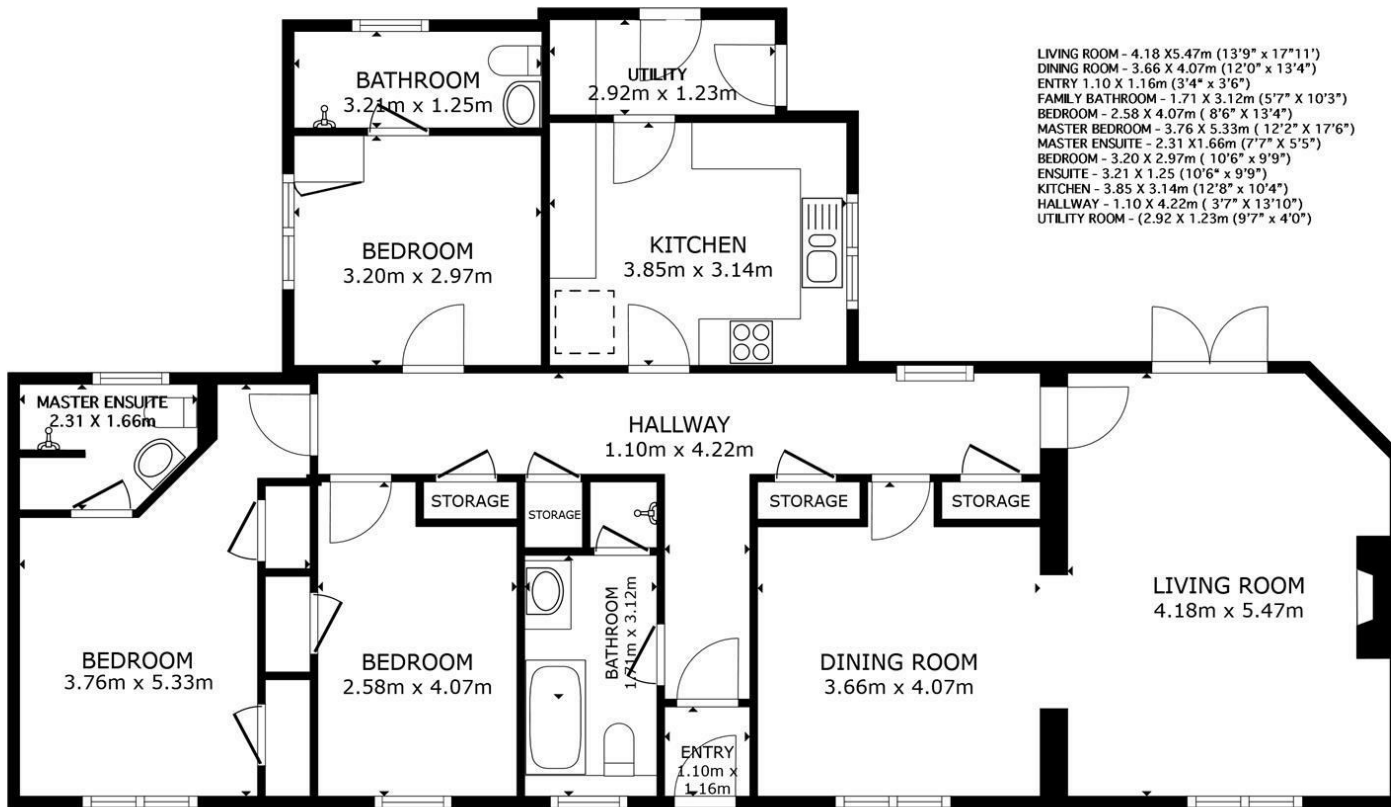 LIVING ROOM - 4.18 X5.47m (13'9" x 17"11')
DINING ROOM - 3.66 X 4.07m (12'0" x 13'4")
ENTRY 1.10 X 1.16m (3'4" x 3'6")
FAMILY BATHROOM - 1.71 X 3.12m (5'7" X 10'3")
BEDROOM - 2.58 X 4.07m ( 8'6" X 13'4")
MASTER BEDROOM - 3.76 X 5.33m ( 12'2" X 17'6")
MASTER ENSUITE - 2.31 X1.66m (7'7" X 5'5")
BEDROOM - 3.20 X 2.97m ( 10'6" x 9'9")
ENSUITE - 3.21 X 1.25 (10'6" x 9'9")
KITCHEN - 3.85 X 3.14m (12'8" x 10'4")
HALLWAY - 1.10 X 4.22m ( 3'7" X 13'10")
UTILITY ROOM - (2.92 X 1.23m (9'7" x 4'0")
BATHROOM
3.21m x 1.25m
UTILITY
2.92m x 1.23m
BEDROOM
3.20m x 2.97m
KITCHEN
3.85m x 3.14m
MASTER ENSUITE
2.31 X 1.66m
HALLWAY
1.10m x 4.22m
STORAGE
STORAGE
STORAGE
STORAGE
BEDROOM
3.76m x 5.33m
BEDROOM
2.58m x 4.07m
BATHROOM
1.71m x 3.12m
ENTRY
1.10m x
1.16m
DINING ROOM
3.66m x 4.07m
LIVING ROOM
4.18m x 5.47m